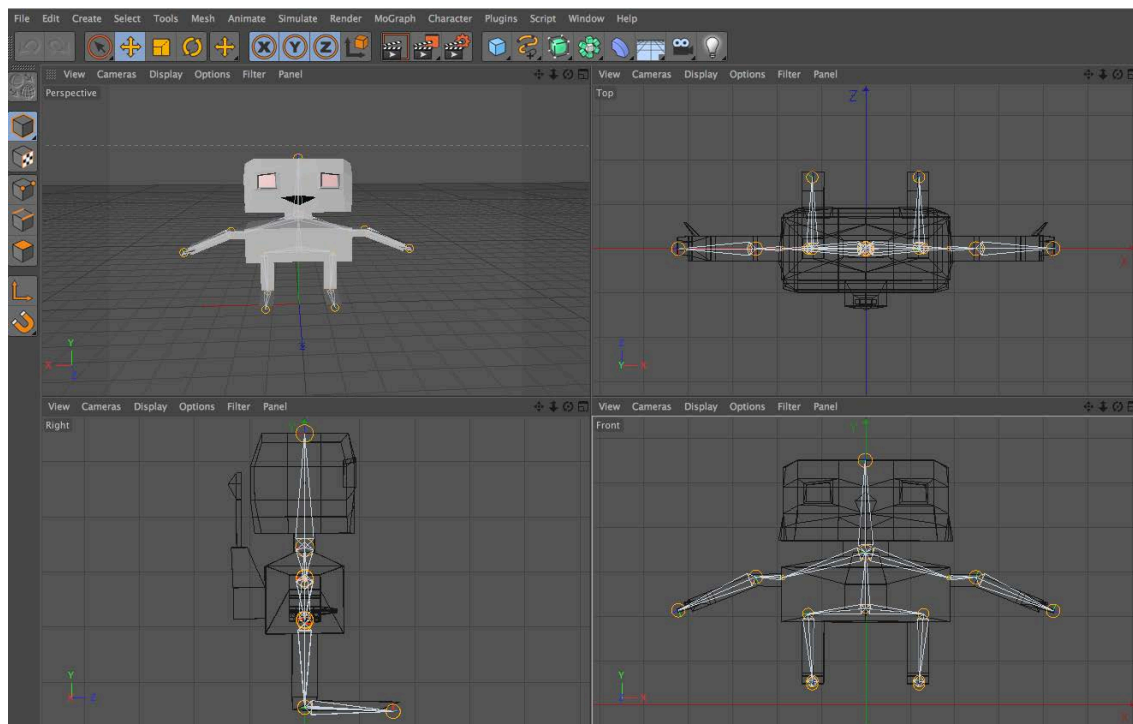 File Edit Create Select Tools Mesh Animate Simulate Render MoGraph Character Plugins Script Window Help
X Y Z
View Cameras Display Options Filter Panel
Perspective
Y
X
Z
Z
View Cameras Display Options Filter Panel
Top
Z
X
Z
Y X
View Cameras Display Options Filter Panel
Right
Y
Y
X Z
View Cameras Display Options Filter Panel
Front
Y
X
Y
Z X